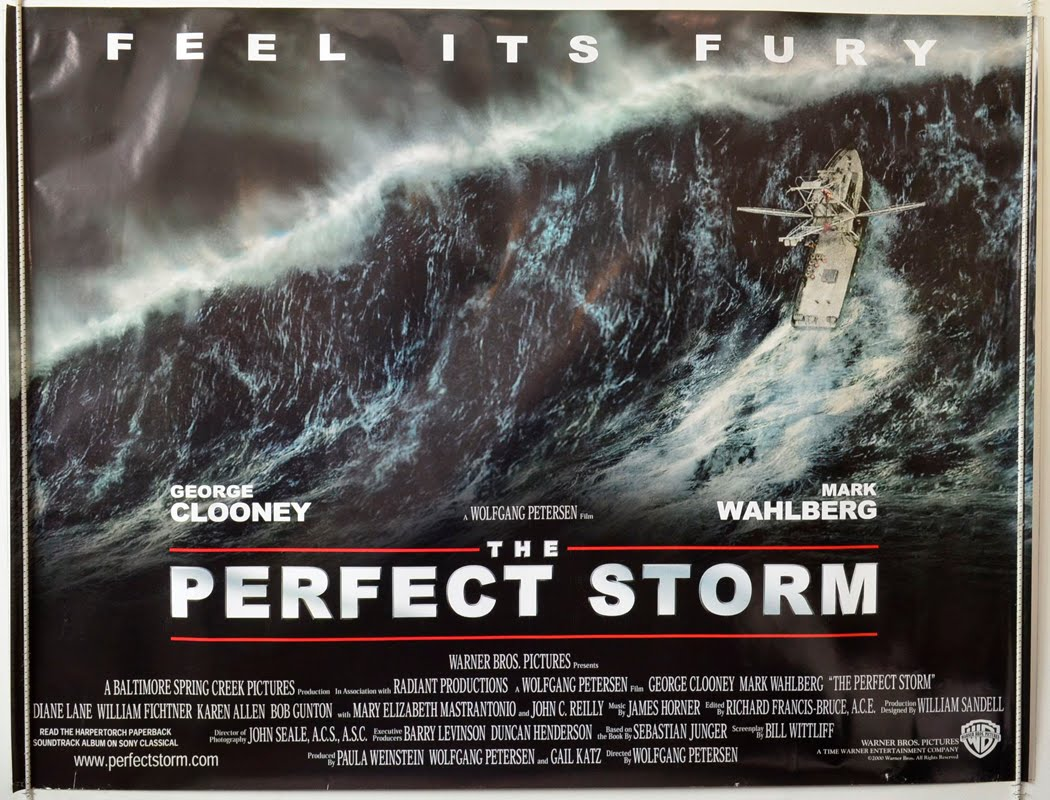 FEEL ITS FURY
GEORGE CLOONEY
A WOLFGANG PETERSEN Film
MARK WAHLBERG
THE
PERFECT STORM
WARNER BROS. PICTURES Presents
A BALTIMORE SPRING CREEK PICTURES Production In Association with RADIANT PRODUCTIONS A WOLFGANG PETERSEN Film GEORGE CLOONEY MARK WAHLBERG "THE PERFECT STORM"
DIANE LANE WILLIAM FICHTNER KAREN ALLEN BOB GUNTON with MARY ELIZABETH MASTRANTONIO and JOHN C. REILLY Music By JAMES HORNER Edited By RICHARD FRANCIS-BRUCE, A.C.E. Production Designed By WILLIAM SANDELL
Director of Photography JOHN SEALE, A.C.S., A.S.C. Executive Producers BARRY LEVINSON DUNCAN HENDERSON Based on the Book By SEBASTIAN JUNGER Screenplay By BILL WITTLIFF
Produced By PAULA WEINSTEIN WOLFGANG PETERSEN and GAIL KATZ Directed By WOLFGANG PETERSEN
READ THE HARPERTORCH PAPERBACK
SOUNDTRACK ALBUM ON SONY CLASSICAL
www.perfectstorm.com
WARNER BROS. PICTURES
A TIME WARNER ENTERTAINMENT COMPANY
©2000 Warner Bros. All Rights Reserved
WB